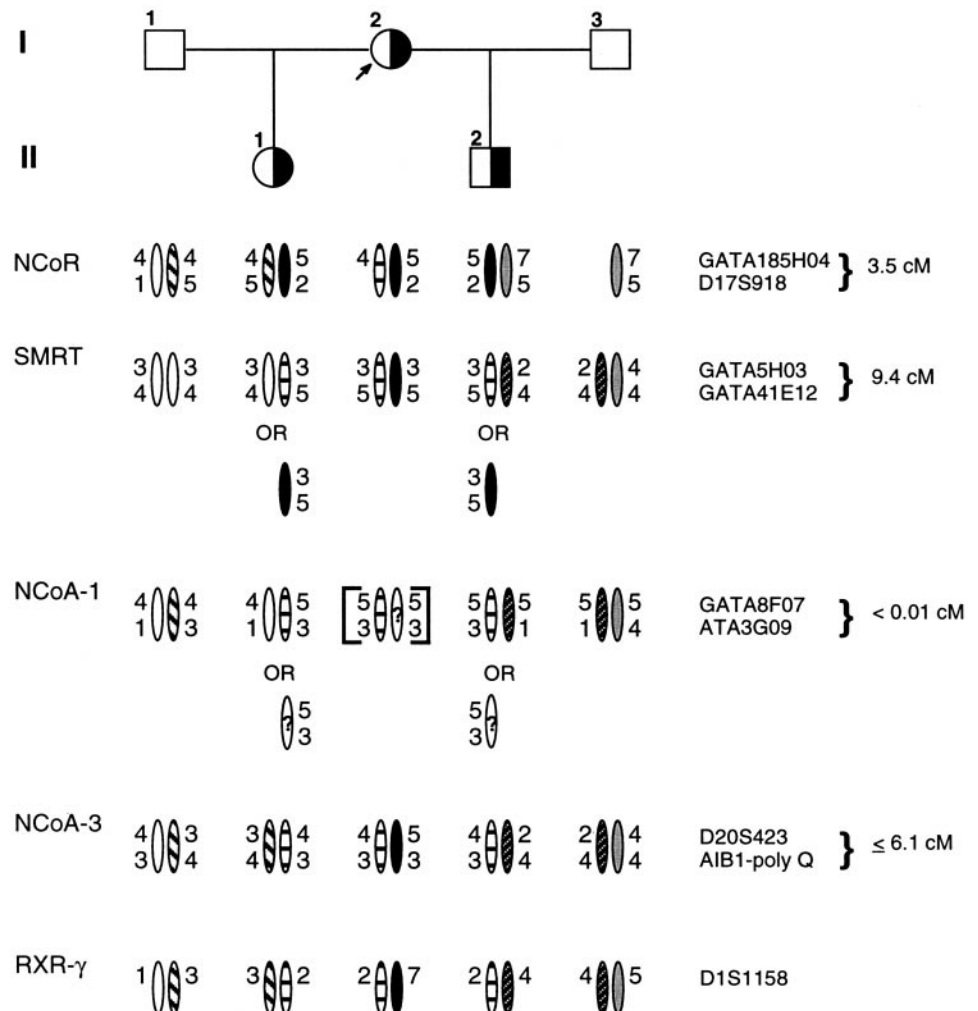 1 2 3
I
1 2
II
NCoR 4 4 4 5 4 5 5 7 7 GATA185H04
1 5 5 2 2 2 5 5 D17S918 } 3.5 cM
SMRT 3 3 3 3 3 3 3 2 2 4 GATA5H03
4 4 4 5 5 5 5 4 4 4 GATA41E12 } 9.4 cM
OR OR
3 3
5 5
NCoA-1 4 4 4 5 [ 5 ? 5 ] 5 5 5 5 GATA8F07
1 3 1 3 3 3 3 1 1 4 ATA3G09 } < 0.01 cM
OR OR
? 5 5 ?
3 3
NCoA-3 4 3 3 4 4 5 4 2 2 4 D20S423
3 4 4 3 3 3 3 4 4 4 AIB1-poly Q } ≤ 6.1 cM
RXR-γ 1 3 3 2 2 7 2 4 4 5 D1S1158